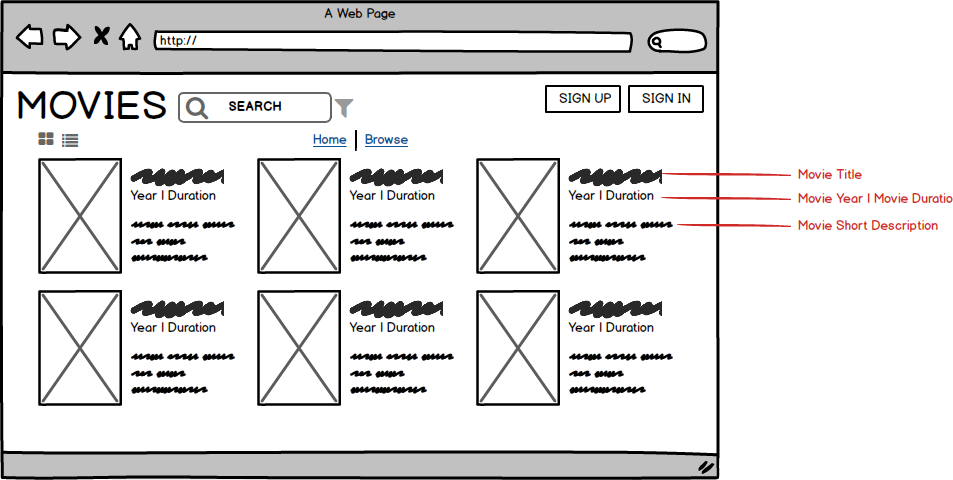 A Web Page
http://
MOVIES
SEARCH
SIGN UP
SIGN IN
Home | Browse
Movie Title
Year | Duration
Year | Duration
Year | Duration
Movie Year | Movie Duratio
Movie Short Description
Year | Duration
Year | Duration
Year | Duration